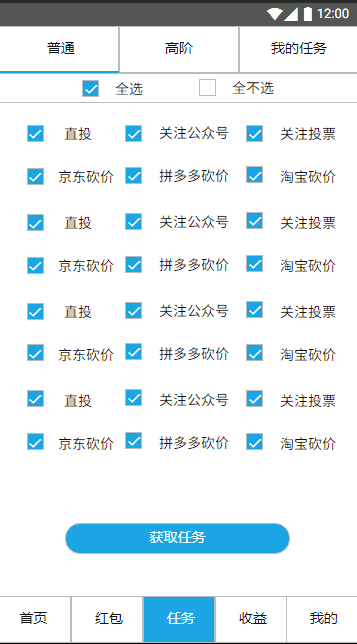 12:00
普通 高阶 我的任务
全选 全不选
直投 关注公众号 关注投票
京东砍价 拼多多砍价 淘宝砍价
直投 关注公众号 关注投票
京东砍价 拼多多砍价 淘宝砍价
直投 关注公众号 关注投票
京东砍价 拼多多砍价 淘宝砍价
直投 关注公众号 关注投票
京东砍价 拼多多砍价 淘宝砍价
获取任务
首页 红包 任务 收益 我的